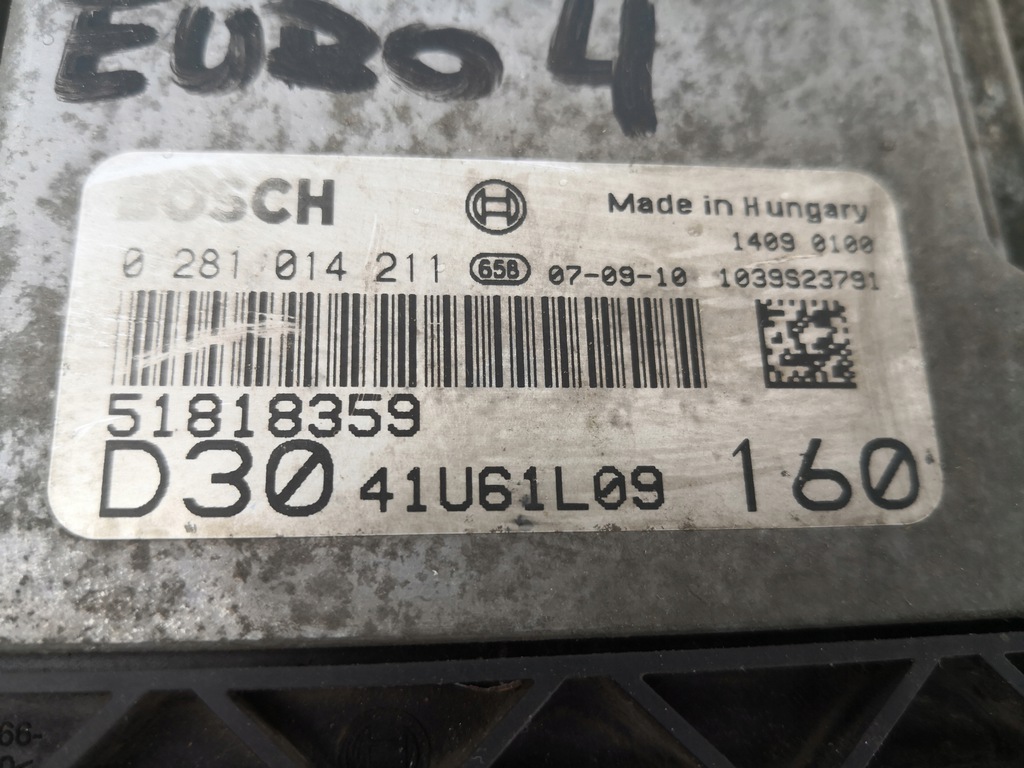 EURO 4
BOSCH
Made in Hungary
1409 0100
0 281 014 211 658 07-09-10 1039S23791
51818359
D30 41U61L09 160
66-